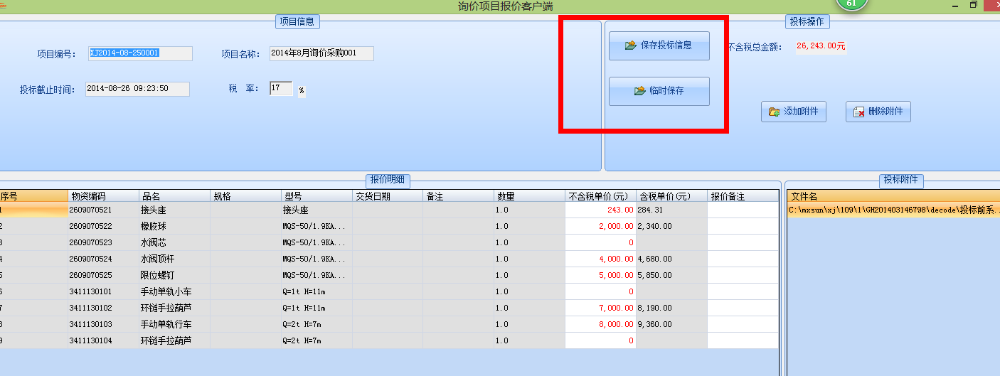 询价项目报价客户端
61
项目信息
投标操作
项目编号： XJ2014-08-250001 项目名称： 2014年8月询价采购001
保存投标信息
不含税总金额： 26,243.00元
投标截止时间： 2014-08-26 09:23:50 税 率： 17 %
临时保存
添加附件 删除附件
报价明细
投标附件
序号 物资编码 品名 规格 型号 交货日期 备注 数量 不含税单价(元) 含税单价(元) 报价备注
1 2609070521 接头座 接头座 1.0 243.00 284.31
2 2609070522 橡胶球 MQS-50/1.9KA... 1.0 2,000.00 2,340.00
3 2609070523 水阀芯 MQS-50/1.9KA... 1.0 0
4 2609070524 水阀顶杆 MQS-50/1.9KA... 1.0 4,000.00 4,680.00
5 2609070525 限位螺钉 MQS-50/1.9KA... 1.0 5,000.00 5,850.00
6 3411130101 手动单轨小车 Q=1t H=11m 1.0 0
7 3411130102 环链手拉葫芦 Q=1t H=11m 1.0 7,000.00 8,190.00
8 3411130103 手动单轨行车 Q=2t H=7m 1.0 8,000.00 9,360.00
9 3411130104 环链手拉葫芦 Q=2t H=7m 1.0 0
文件名
C:\mxsun\xj\109\1\GH201403146798\decode\投标前系...